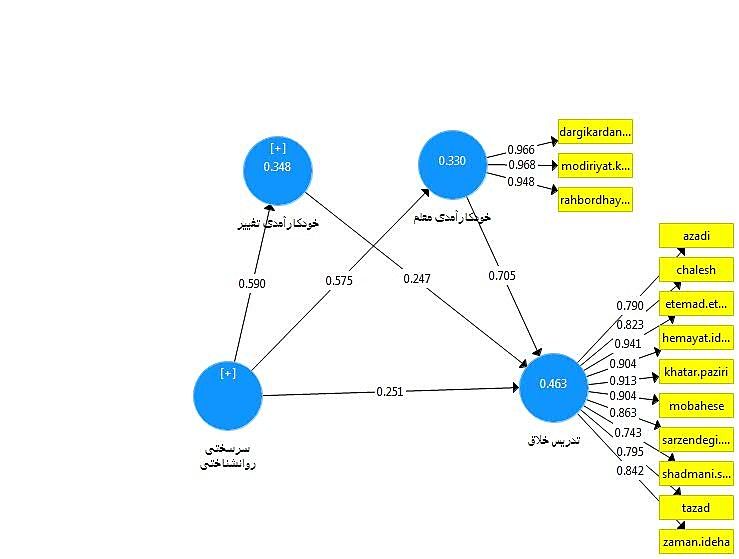 [+]
0.348
خودکارآمدی تغییر
0.330
خودکارآمدی معلم
0.966
0.968
0.948
dargikardan...
modiriyat.k...
rahbordhay...
0.590
0.575
0.247
0.705
[+]
سرسختی
روانشناختی
0.251
0.463
تدریس خلاق
0.790
0.823
0.941
0.904
0.913
0.904
0.863
0.743
0.795
0.842
azadi
chalesh
etemad.et...
hemayat.id...
khatar.paziri
mobahese
sarzendegi....
shadmani.s...
tazad
zaman.ideha